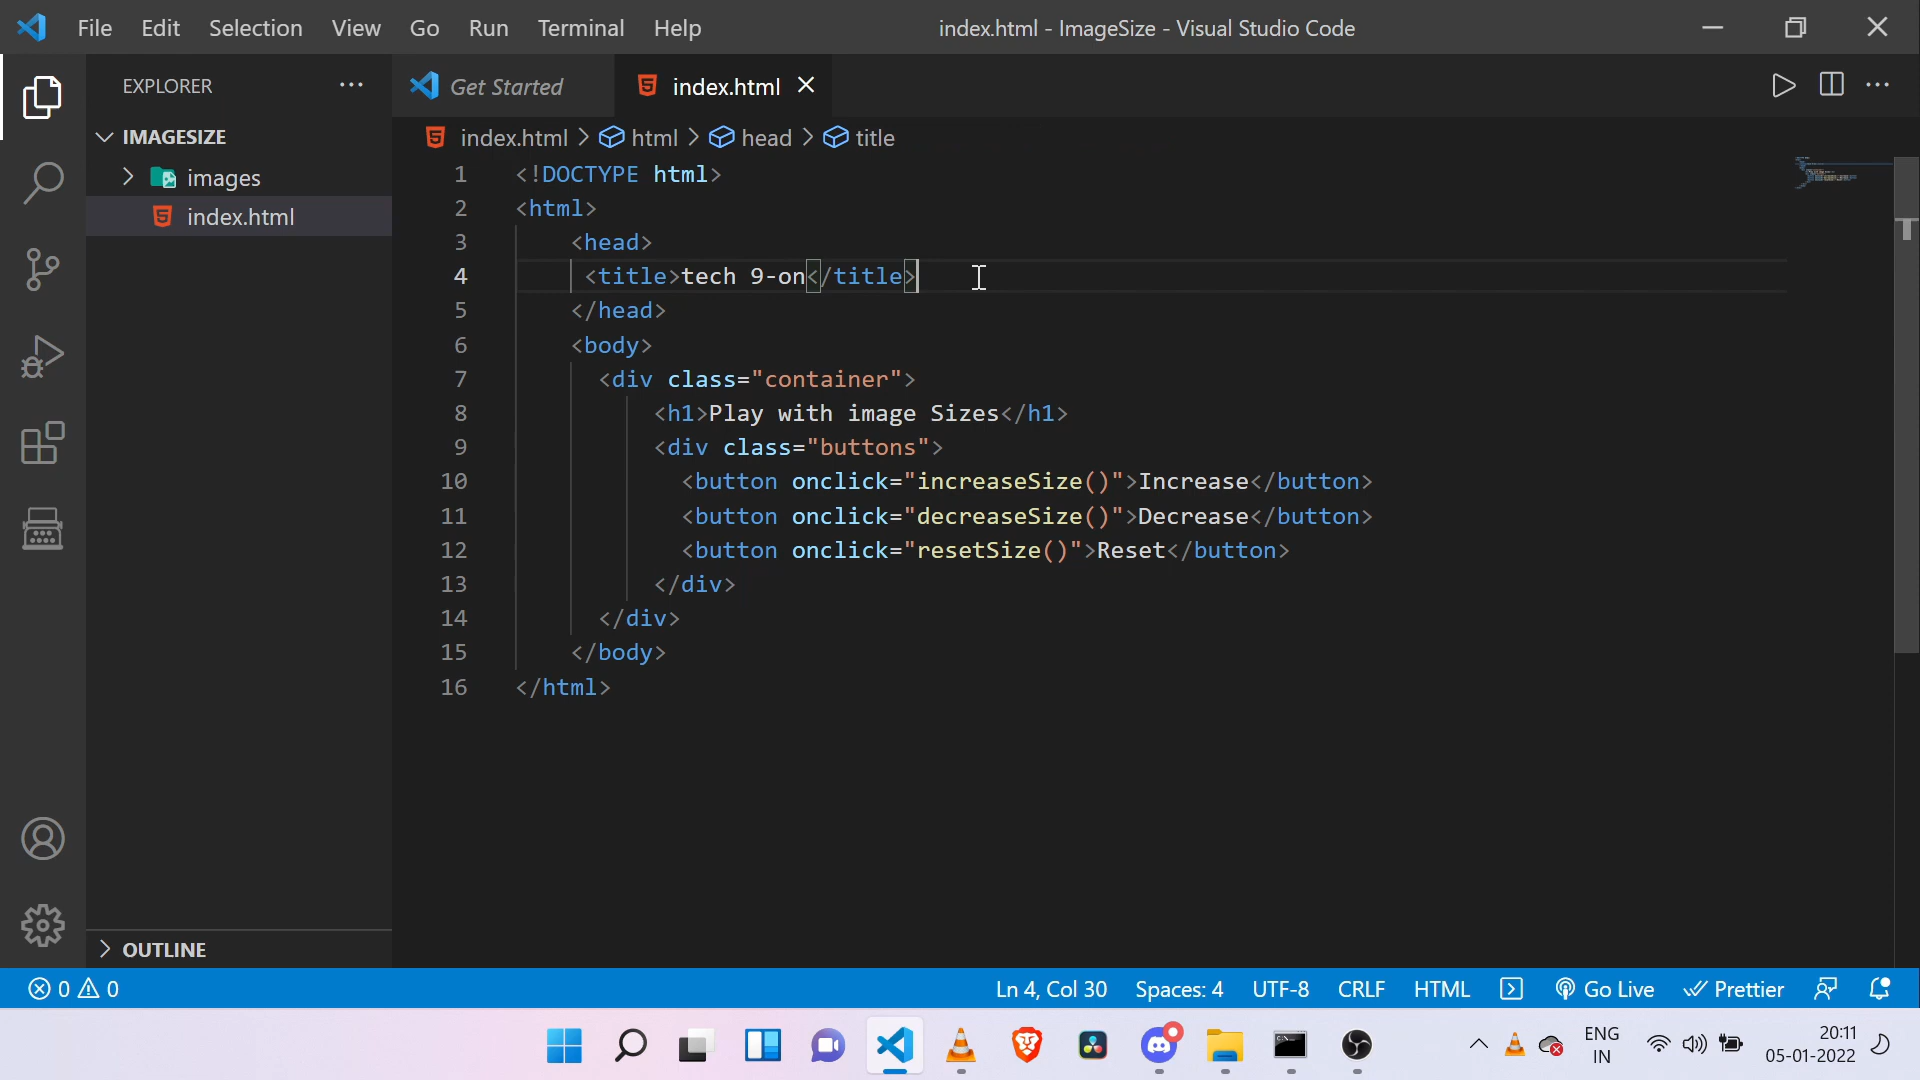 File Edit Selection View Go Run Terminal Help
index.html - ImageSize - Visual Studio Code
EXPLORER
IMAGESIZE
images
index.html
OUTLINE
Get Started
index.html
index.html > html > head > title
1 <!DOCTYPE html>
2 <html>
3 <head>
4 <title>tech 9-on</title>
5 </head>
6 <body>
7 <div class="container">
8 <h1>Play with image Sizes</h1>
9 <div class="buttons">
10 <button onclick="increaseSize()">Increase</button>
11 <button onclick="decreaseSize()">Decrease</button>
12 <button onclick="resetSize()">Reset</button>
13 </div>
14 </div>
15 </body>
16 </html>
0 0
Ln 4, Col 30 Spaces: 4 UTF-8 CRLF HTML Go Live Prettier
ENG
IN
20:11
05-01-2022